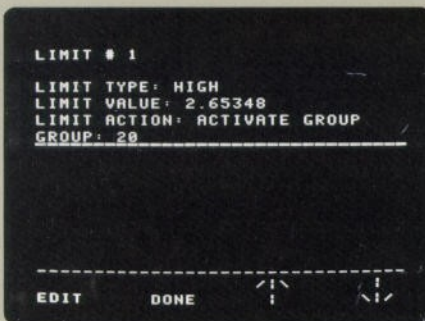 LIMIT # 1
LIMIT TYPE: HIGH
LIMIT VALUE: 2.65348
LIMIT ACTION: ACTIVATE GROUP
GROUP: 20
EDIT DONE